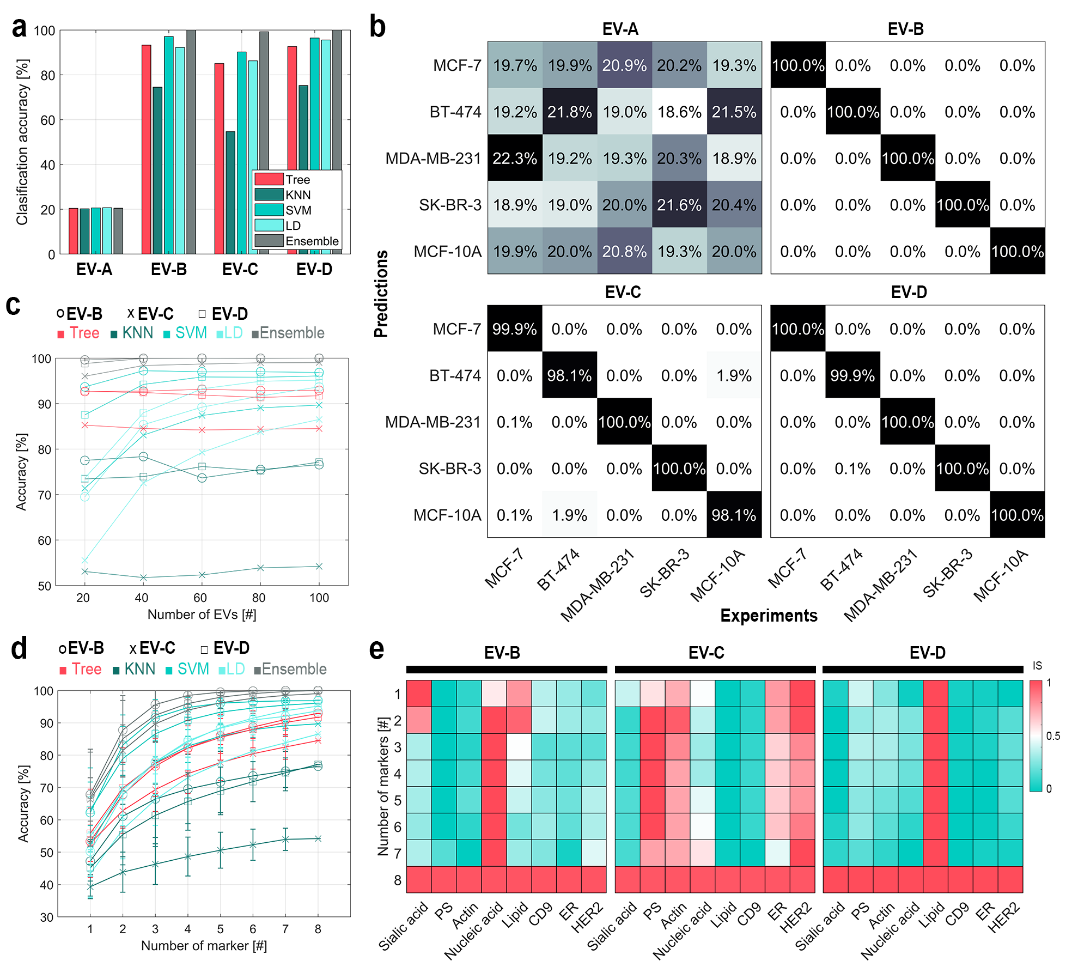 a
Clasification accuracy [%]
100
80
60
40
20
0
EV-A EV-B EV-C EV-D
Tree
KNN
SVM
LD
Ensemble
b
Predictions
EV-A EV-B
MCF-7 19.7% 19.9% 20.9% 20.2% 19.3% 100.0% 0.0% 0.0% 0.0% 0.0%
BT-474 19.2% 21.8% 19.0% 18.6% 21.5% 0.0% 100.0% 0.0% 0.0% 0.0%
MDA-MB-231 22.3% 19.2% 19.3% 20.3% 18.9% 0.0% 0.0% 100.0% 0.0% 0.0%
SK-BR-3 18.9% 19.0% 20.0% 21.6% 20.4% 0.0% 0.0% 0.0% 100.0% 0.0%
MCF-10A 19.9% 20.0% 20.8% 19.3% 20.0% 0.0% 0.0% 0.0% 0.0% 100.0%
EV-C EV-D
MCF-7 99.9% 0.0% 0.0% 0.0% 0.0% 100.0% 0.0% 0.0% 0.0% 0.0%
BT-474 0.0% 98.1% 0.0% 0.0% 1.9% 0.0% 99.9% 0.0% 0.0% 0.0%
MDA-MB-231 0.1% 0.0% 100.0% 0.0% 0.0% 0.0% 0.0% 100.0% 0.0% 0.0%
SK-BR-3 0.0% 0.0% 0.0% 100.0% 0.0% 0.0% 0.1% 0.0% 100.0% 0.0%
MCF-10A 0.1% 1.9% 0.0% 0.0% 98.1% 0.0% 0.0% 0.0% 0.0% 100.0%
MCF-7 BT-474 MDA-MB-231 SK-BR-3 MCF-10A MCF-7 BT-474 MDA-MB-231 SK-BR-3 MCF-10A
Experiments
c
EV-B EV-C EV-D
Tree KNN SVM LD Ensemble
Accuracy [%]
100
90
80
70
60
50
20 40 60 80 100
Number of EVs [#]
d
EV-B EV-C EV-D
Tree KNN SVM LD Ensemble
Accuracy [%]
100
90
80
70
60
50
40
30
1 2 3 4 5 6 7 8
Number of marker [#]
e
EV-B EV-C EV-D
IS
1
0.5
0
Number of markers [#]
1
2
3
4
5
6
7
8
Sialic acid PS Actin Nucleic acid Lipid CD9 ER HER2 Sialic acid PS Actin Nucleic acid Lipid CD9 ER HER2 Sialic acid PS Actin Nucleic acid Lipid CD9 ER HER2